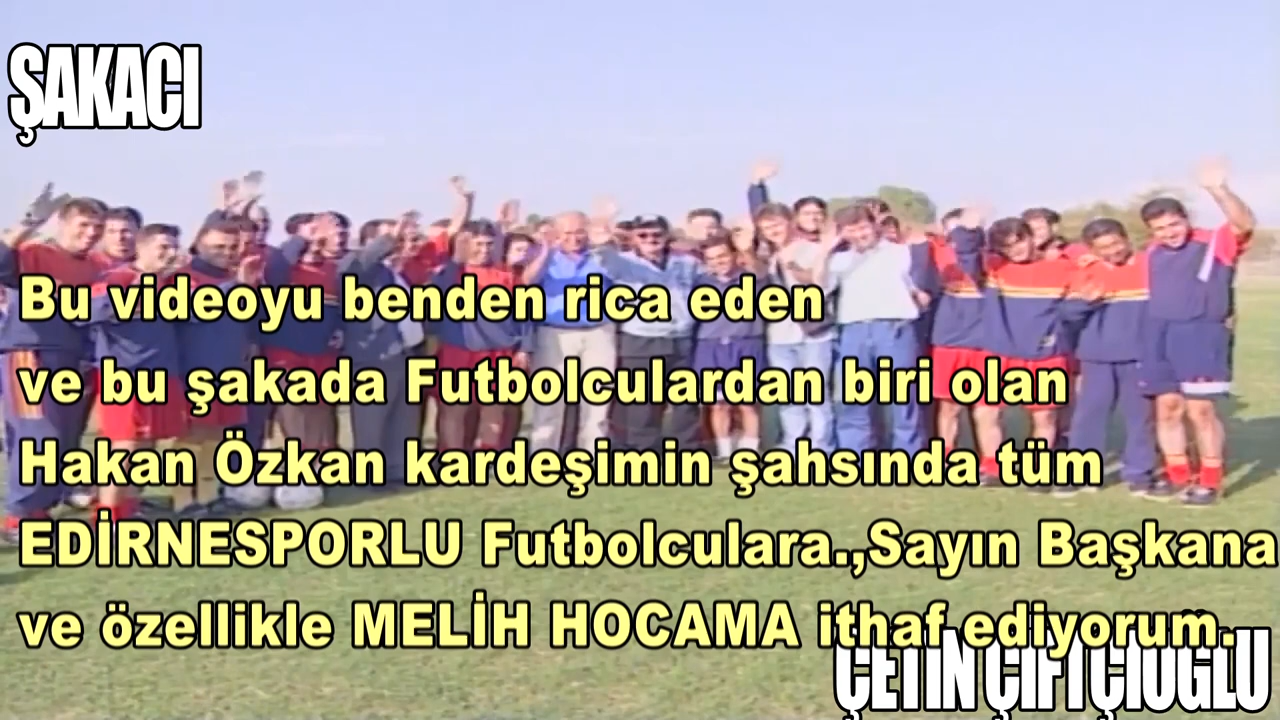 ŞAKACI
Bu videoyu benden rica eden
ve bu şakada Futbolculardan biri olan
Hakan Özkan kardeşimin şahsında tüm
EDİRNESPORLU Futbolculara.,Sayın Başkana
ve özellikle MELİH HOCAMA ithaf ediyorum.
ÇETİN ÇİFTÇİOĞLU